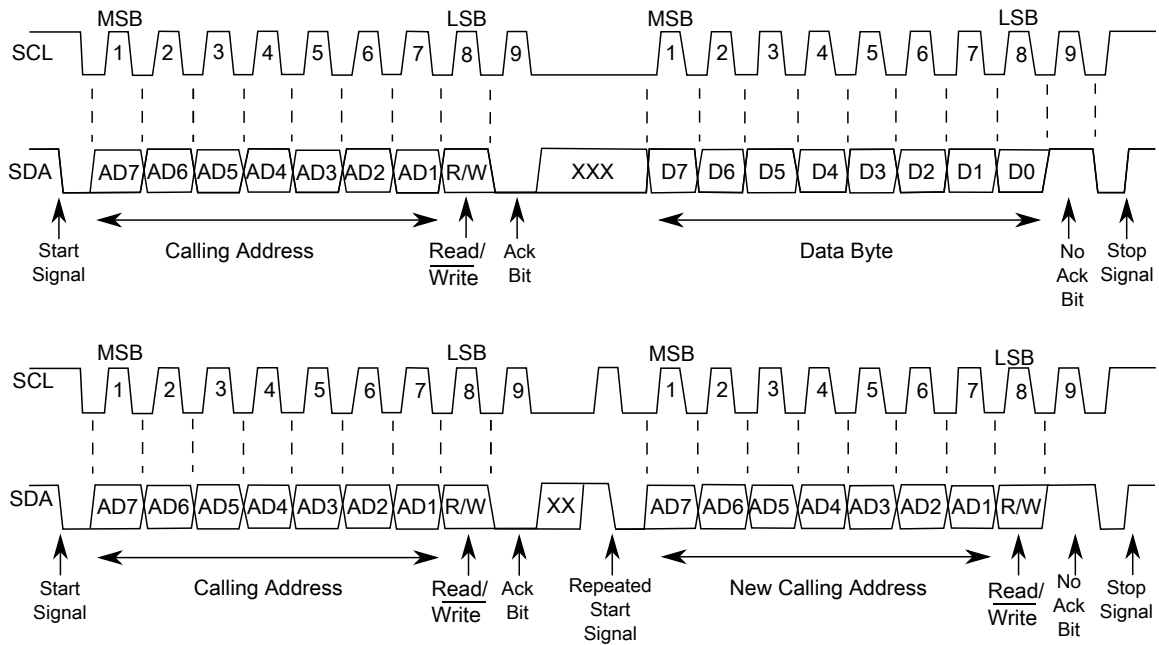 MSB LSB MSB LSB
SCL 1 2 3 4 5 6 7 8 9 1 2 3 4 5 6 7 8 9
SDA AD7 AD6 AD5 AD4 AD3 AD2 AD1 R/W XXX D7 D6 D5 D4 D3 D2 D1 D0
Start
Signal
Calling Address
Read/
Write
Ack
Bit
Data Byte
No
Ack
Bit
Stop
Signal
MSB LSB MSB LSB
SCL 1 2 3 4 5 6 7 8 9 1 2 3 4 5 6 7 8 9
SDA AD7 AD6 AD5 AD4 AD3 AD2 AD1 R/W XX AD7 AD6 AD5 AD4 AD3 AD2 AD1 R/W
Start
Signal
Calling Address
Read/
Write
Ack
Bit
Repeated
Start
Signal
New Calling Address
Read/
Write
No
Ack
Bit
Stop
Signal